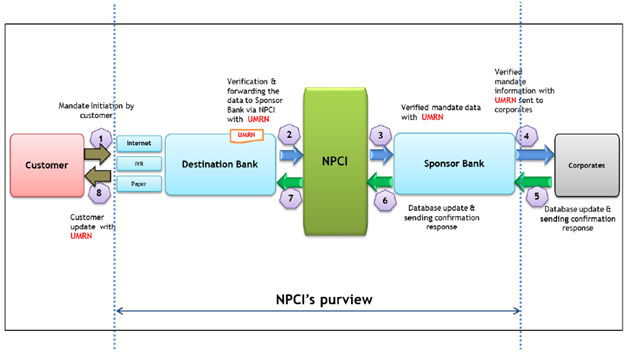 Verification &
forwarding the
data to Sponsor
Bank via NPCI
with UMRN
Verified
mandate
information with
UMRN sent to
corporates
Mandate Initiation by
customer
Verified mandate data
with UMRN
1
Internet
IVR
Paper
UMRN
2
3
4
Customer
Destination Bank
NPCI
Sponsor Bank
Corporates
8
7
6
5
Customer
update with
UMRN
Database update &
sending confirmation
response
Database update &
sending confirmation
response
NPCI's purview